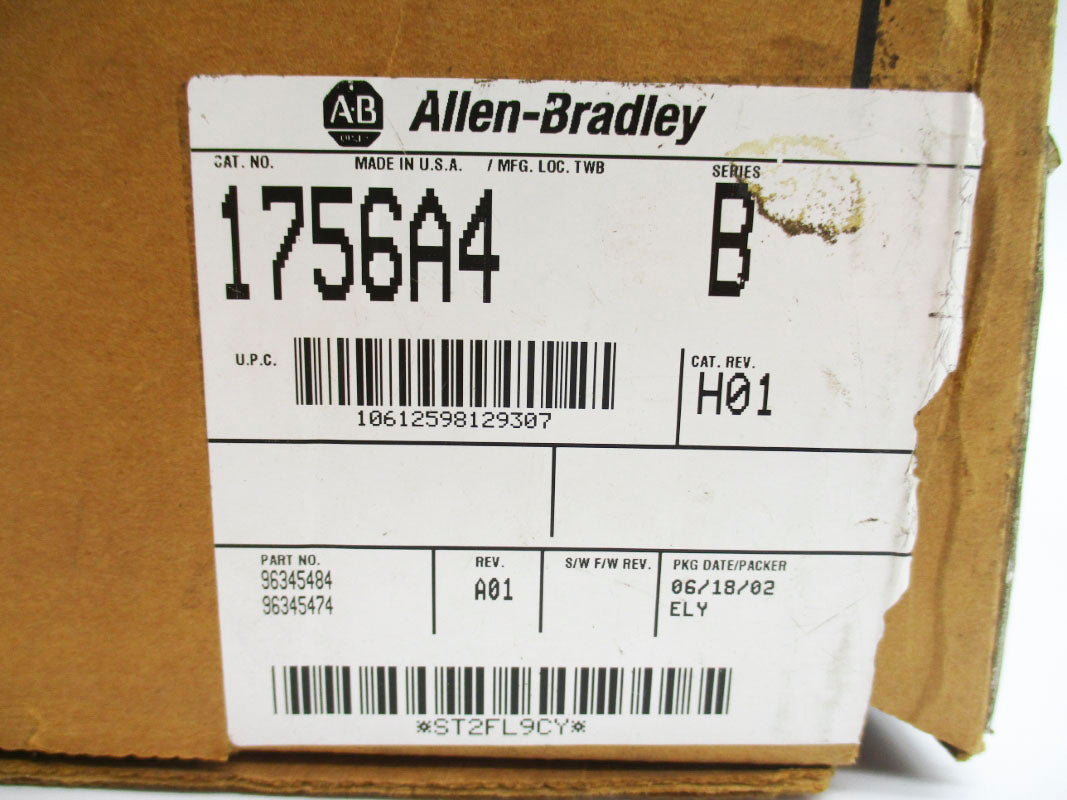 A·B Allen-Bradley
CAT. NO. MADE IN U.S.A. / MFG. LOC. TWB SERIES
1756A4 B
U.P.C. CAT. REV.
H01
10612598129307
PART NO. REV. S/W F/W REV. PKG DATE/PACKER
96345484 A01 06/18/02
96345474 ELY
*ST2FL9CY*